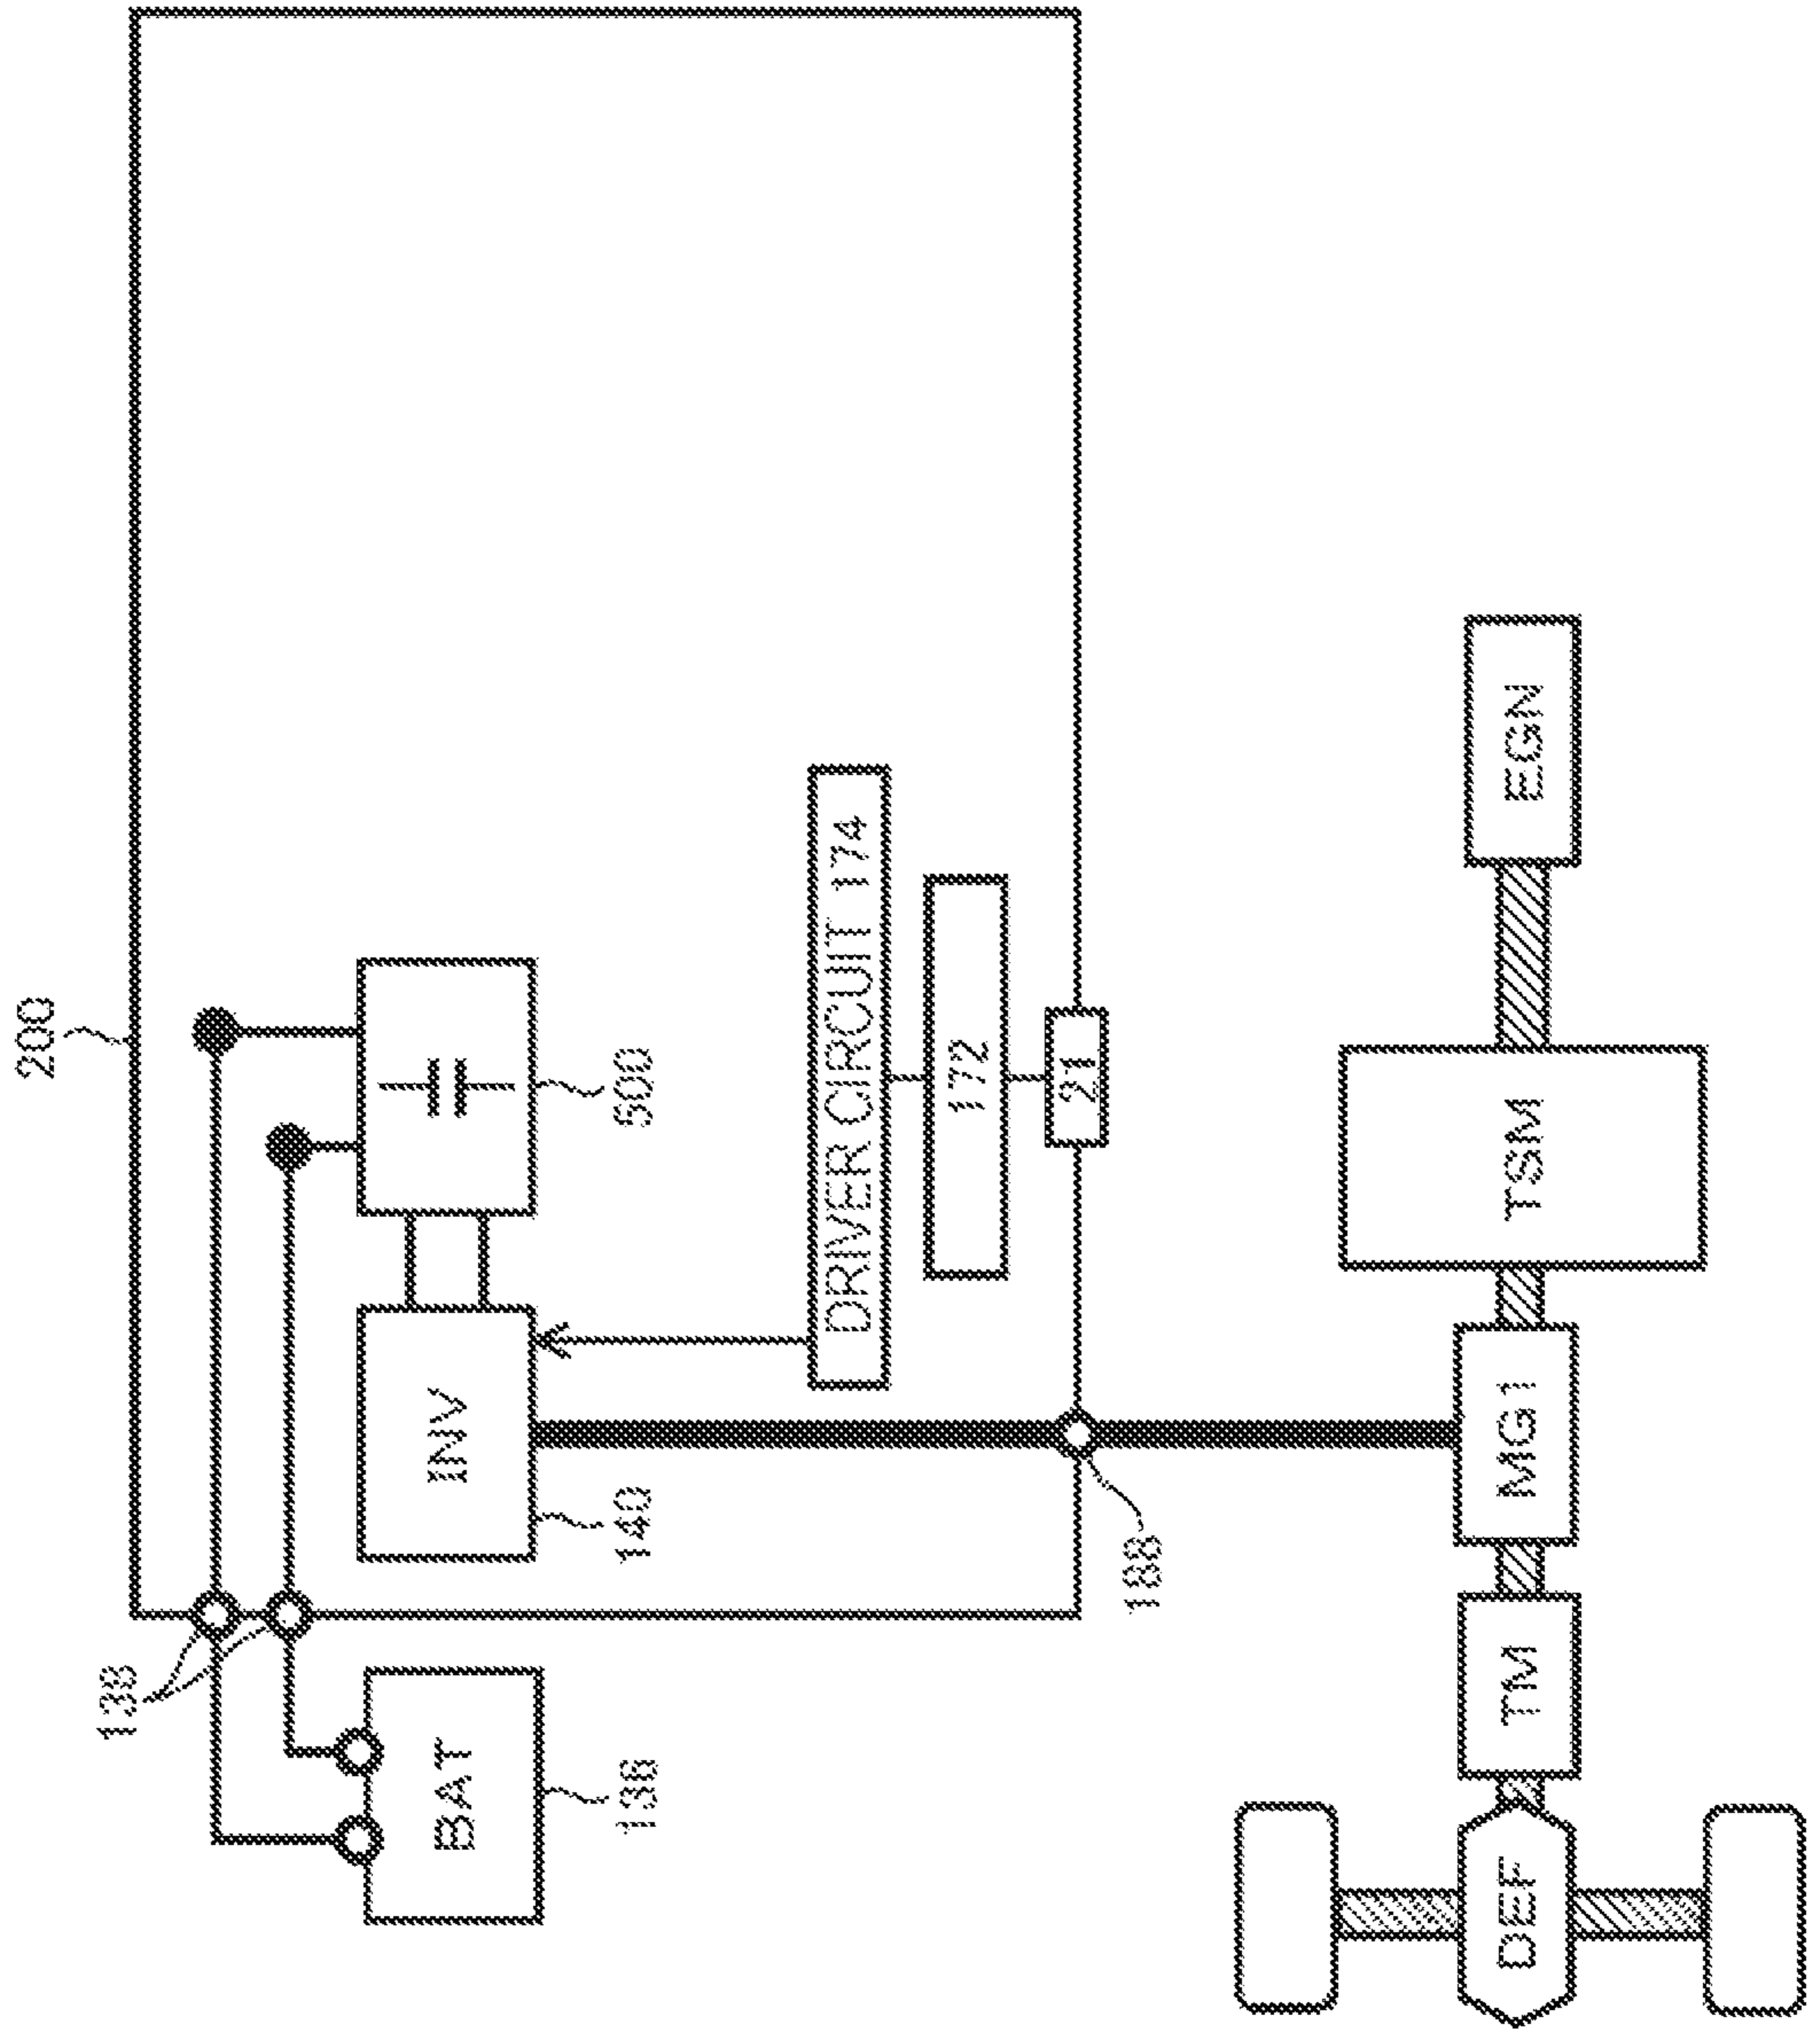 200
138
BAT
136
INV
140
500
DRIVER CIRCUIT 174
172
21
188
DEF
TM
MG1
TSM
EGN